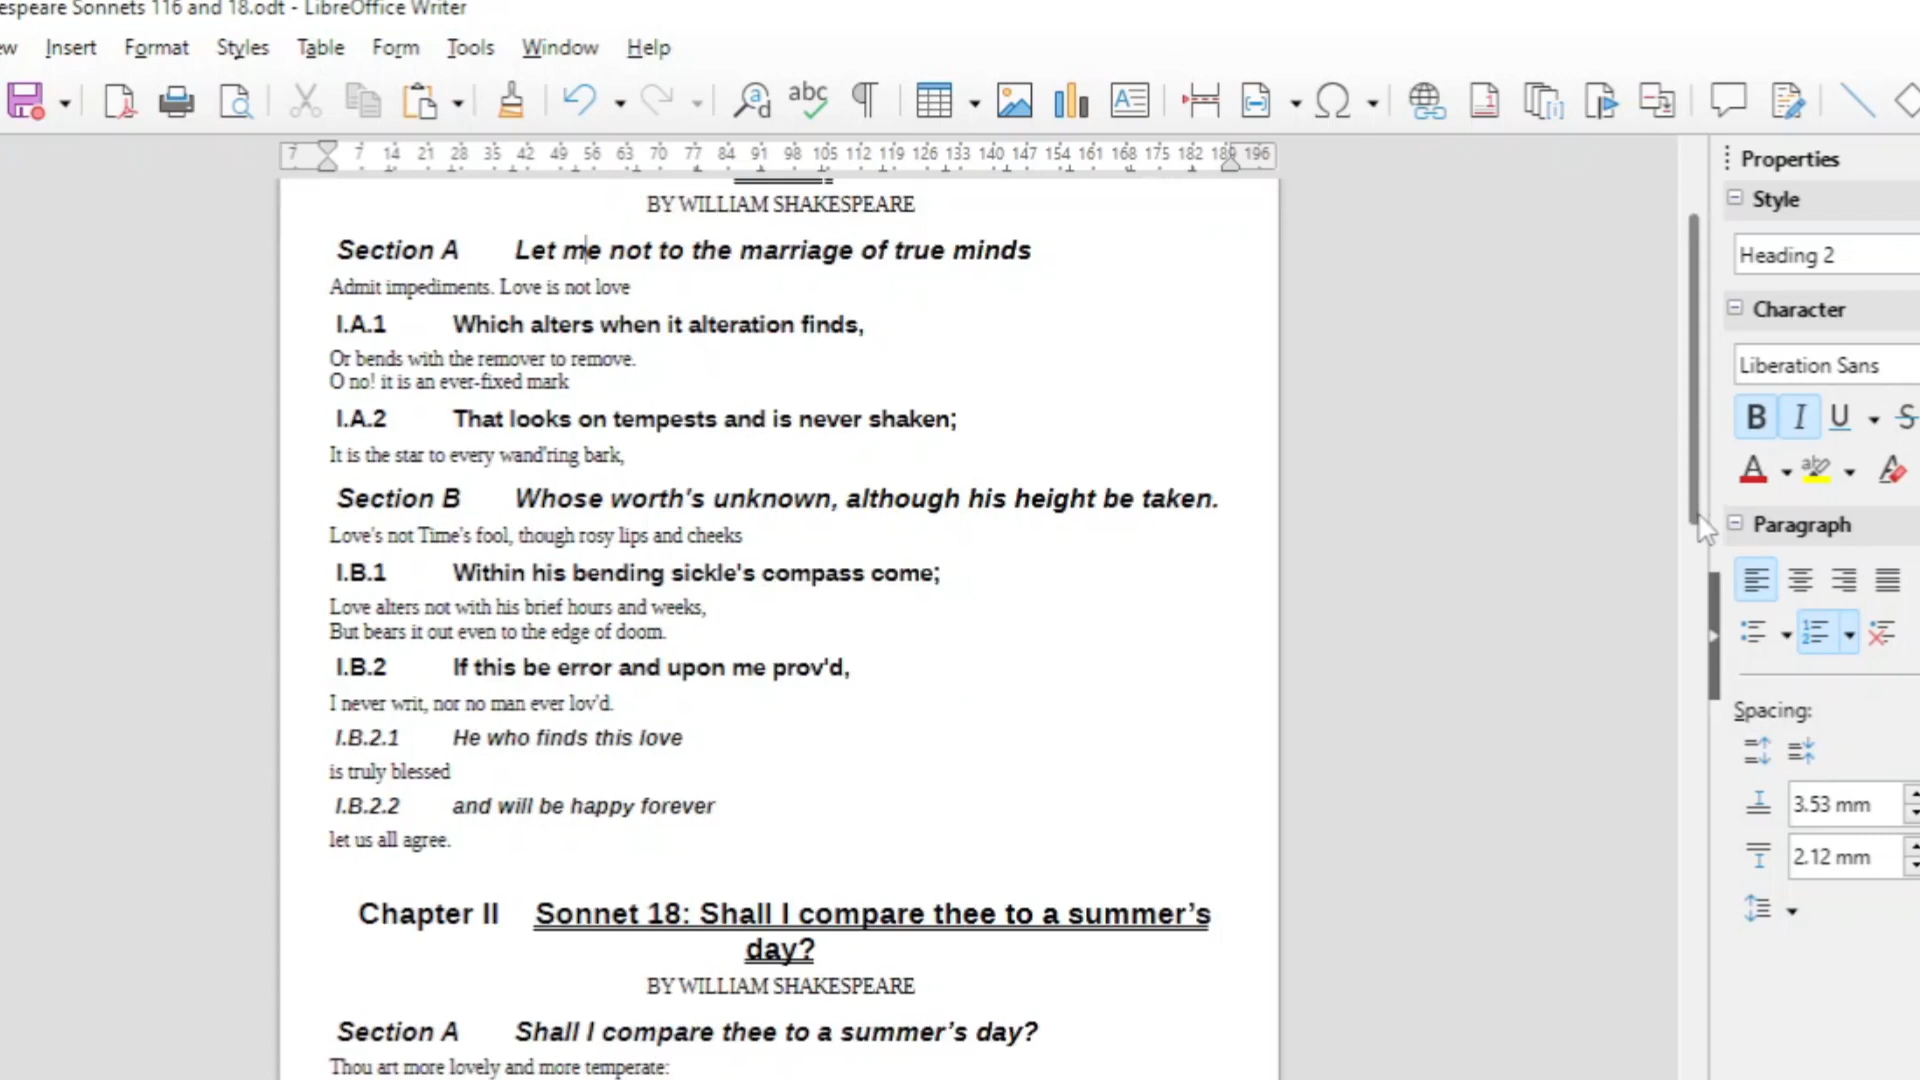 espeare Sonnets 116 and 18.odt - LibreOffice Writer
ew Insert Format Styles Table Form Tools Window Help
7 7 14 21 28 35 42 49 56 63 70 77 84 91 98 105 112 119 126 133 140 147 154 161 168 175 182 189 196
BY WILLIAM SHAKESPEARE
Section A Let me not to the marriage of true minds
Admit impediments. Love is not love
I.A.1 Which alters when it alteration finds,
Or bends with the remover to remove.
O no! it is an ever-fixed mark
I.A.2 That looks on tempests and is never shaken;
It is the star to every wand'ring bark,
Section B Whose worth's unknown, although his height be taken.
Love's not Time's fool, though rosy lips and cheeks
I.B.1 Within his bending sickle's compass come;
Love alters not with his brief hours and weeks,
But bears it out even to the edge of doom.
I.B.2 If this be error and upon me prov'd,
I never writ, nor no man ever lov'd.
I.B.2.1 He who finds this love
is truly blessed
I.B.2.2 and will be happy forever
let us all agree.
Chapter II Sonnet 18: Shall I compare thee to a summer’s
day?
BY WILLIAM SHAKESPEARE
Section A Shall I compare thee to a summer’s day?
Thou art more lovely and more temperate:
Properties
Style
Heading 2
Character
Liberation Sans
B I U S
A
Paragraph
Spacing:
3.53 mm
2.12 mm